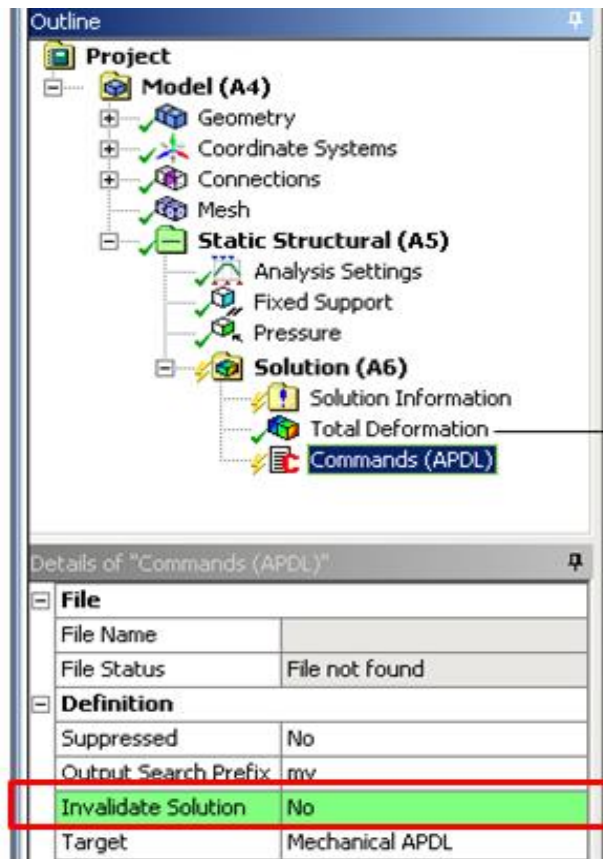 Outline
Project
Model (A4)
Geometry
Coordinate Systems
Connections
Mesh
Static Structural (A5)
Analysis Settings
Fixed Support
Pressure
Solution (A6)
Solution Information
Total Deformation
Commands (APDL)
Details of "Commands (APDL)"
File
File Name
File Status File not found
Definition
Suppressed No
Output Search Prefix my
Invalidate Solution No
Target Mechanical APDL